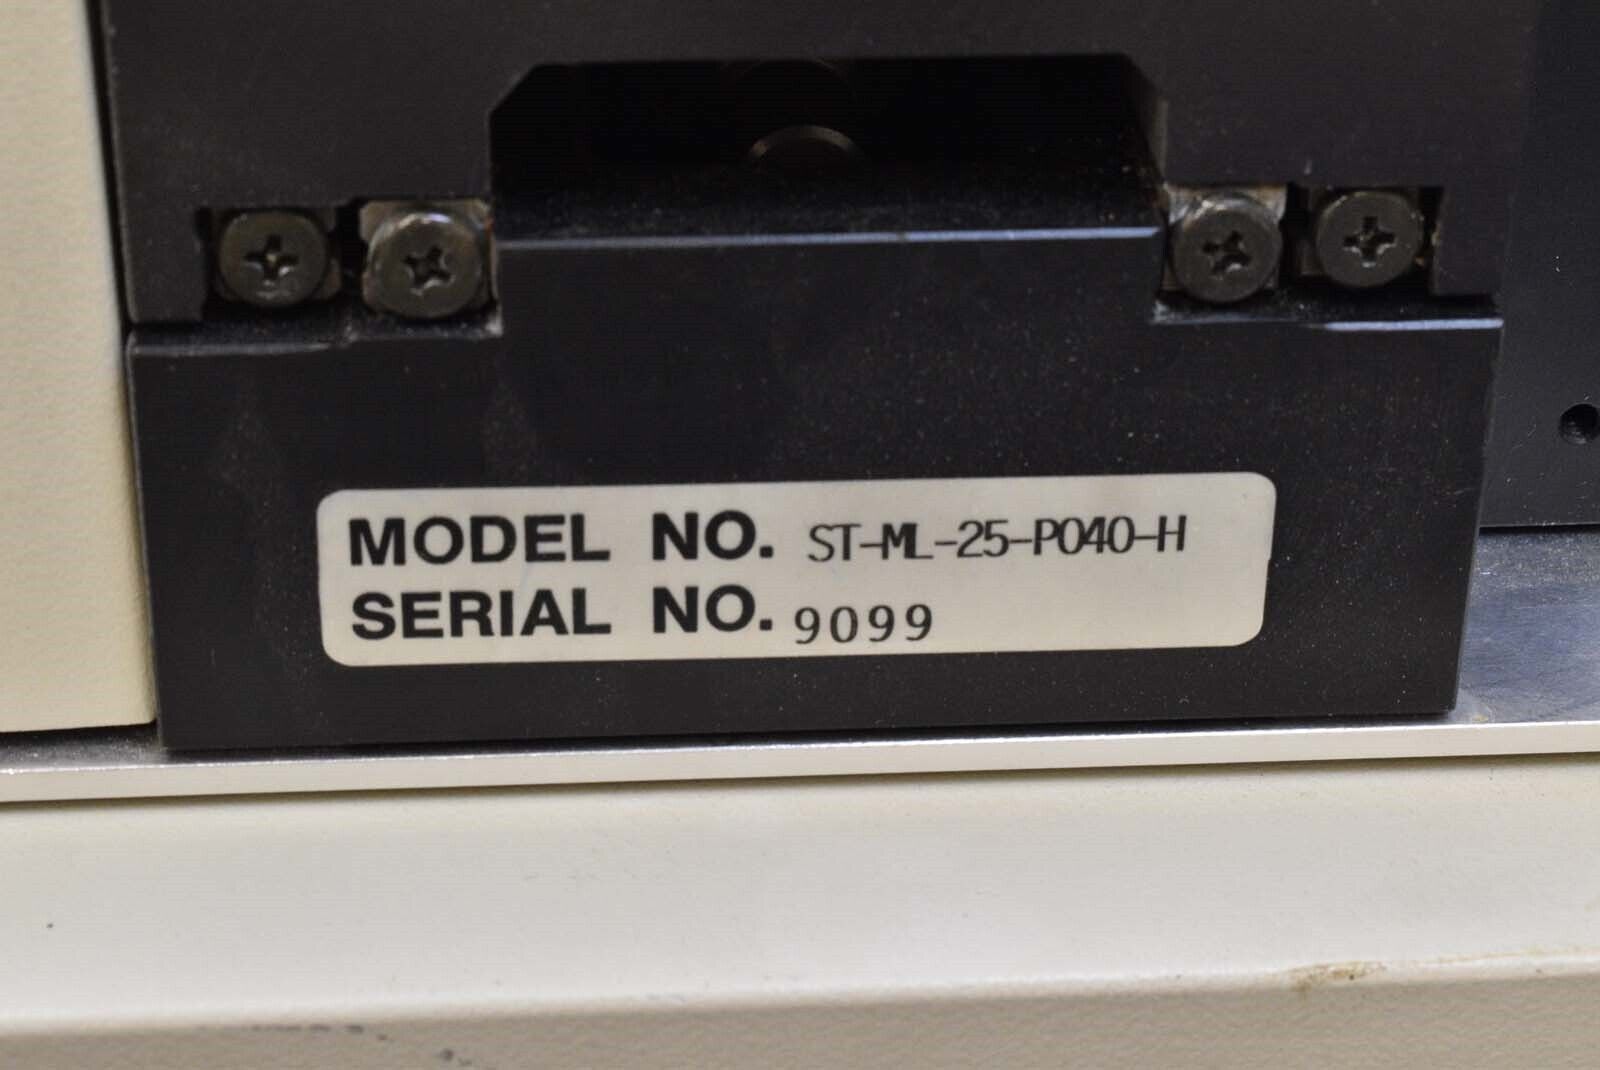 MODEL NO. ST-ML-25-P040-H
SERIAL NO. 9099